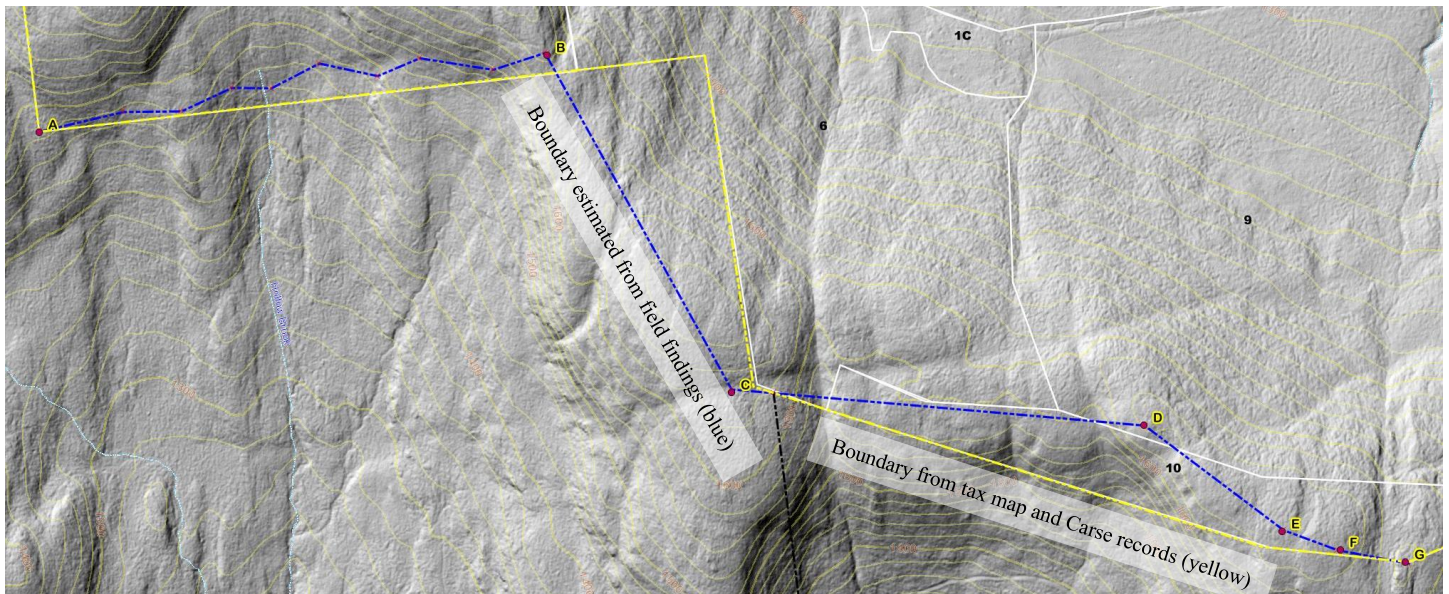 1C
B
A
6
9
Boundary estimated from field findings (blue)
C
D
Boundary from tax map and Carse records (yellow)
10
E
F
G